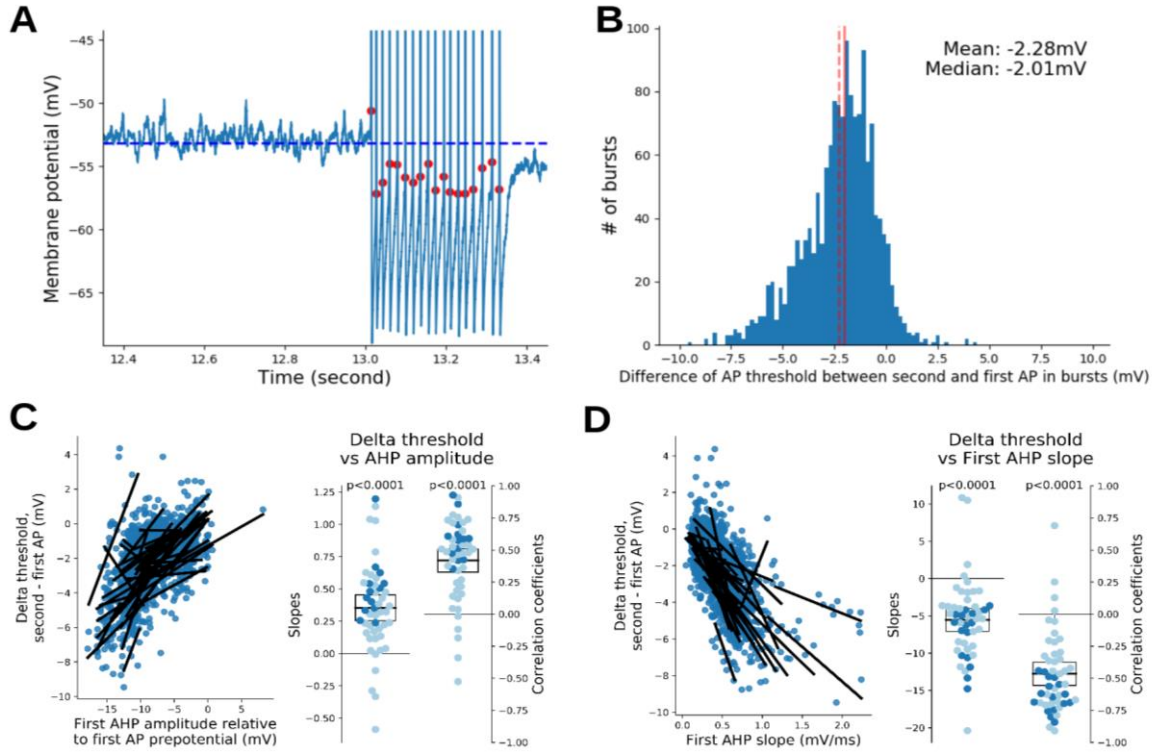 A
−45
−50
−55
−60
−65
Membrane potential (mV)
12.4
12.6
12.8
13.0
13.2
13.4
Time (second)
B
100
80
60
40
20
0
# of bursts
Mean: -2.28mV
Median: -2.01mV
−10.0
−7.5
−5.0
−2.5
0.0
2.5
5.0
7.5
10.0
Difference of AP threshold between second and first AP in bursts (mV)
C
4
2
0
−2
−4
−6
−8
−10
Delta threshold,
second - first AP (mV)
−15
−10
−5
0
5
First AHP amplitude relative
to first AP prepotential (mV)
Delta threshold
vs AHP amplitude
p<0.0001
p<0.0001
1.25
1.00
0.75
0.50
0.25
0.00
−0.25
−0.50
Slopes
1.00
0.75
0.50
0.25
0.00
−0.25
−0.50
−0.75
−1.00
Correlation coefficients
D
4
2
0
−2
−4
−6
−8
−10
Delta threshold,
second - first AP (mV)
0.0
0.5
1.0
1.5
2.0
First AHP slope (mV/ms)
Delta threshold
vs First AHP slope
p<0.0001
p<0.0001
10
5
0
−5
−10
−15
−20
Slopes
1.00
0.75
0.50
0.25
0.00
−0.25
−0.50
−0.75
−1.00
Correlation coefficients